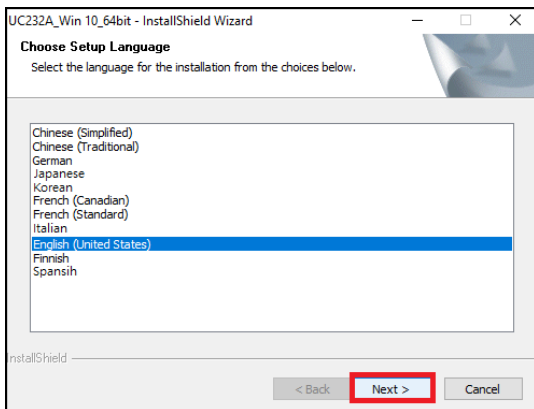 UC232A_Win 10_64bit - InstallShield Wizard
Choose Setup Language
Select the language for the installation from the choices below.
Chinese (Simplified)
Chinese (Traditional)
German
Japanese
Korean
French (Canadian)
French (Standard)
Italian
English (United States)
Finnish
Spansih
InstallShield
< Back Next > Cancel